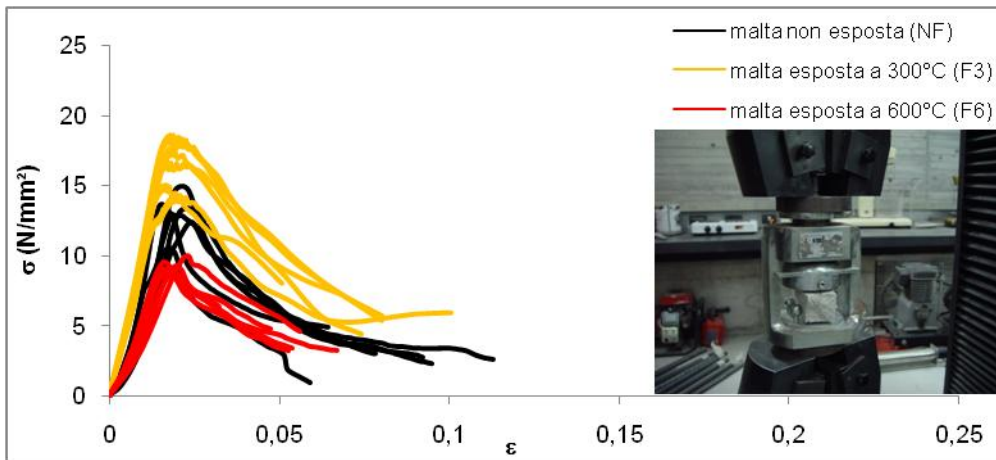 25
20
15
10
5
0
σ (N/mm²)
malta non esposta (NF)
malta esposta a 300°C (F3)
malta esposta a 600°C (F6)
0 0,05 0,1 0,15 0,2 0,25
ε